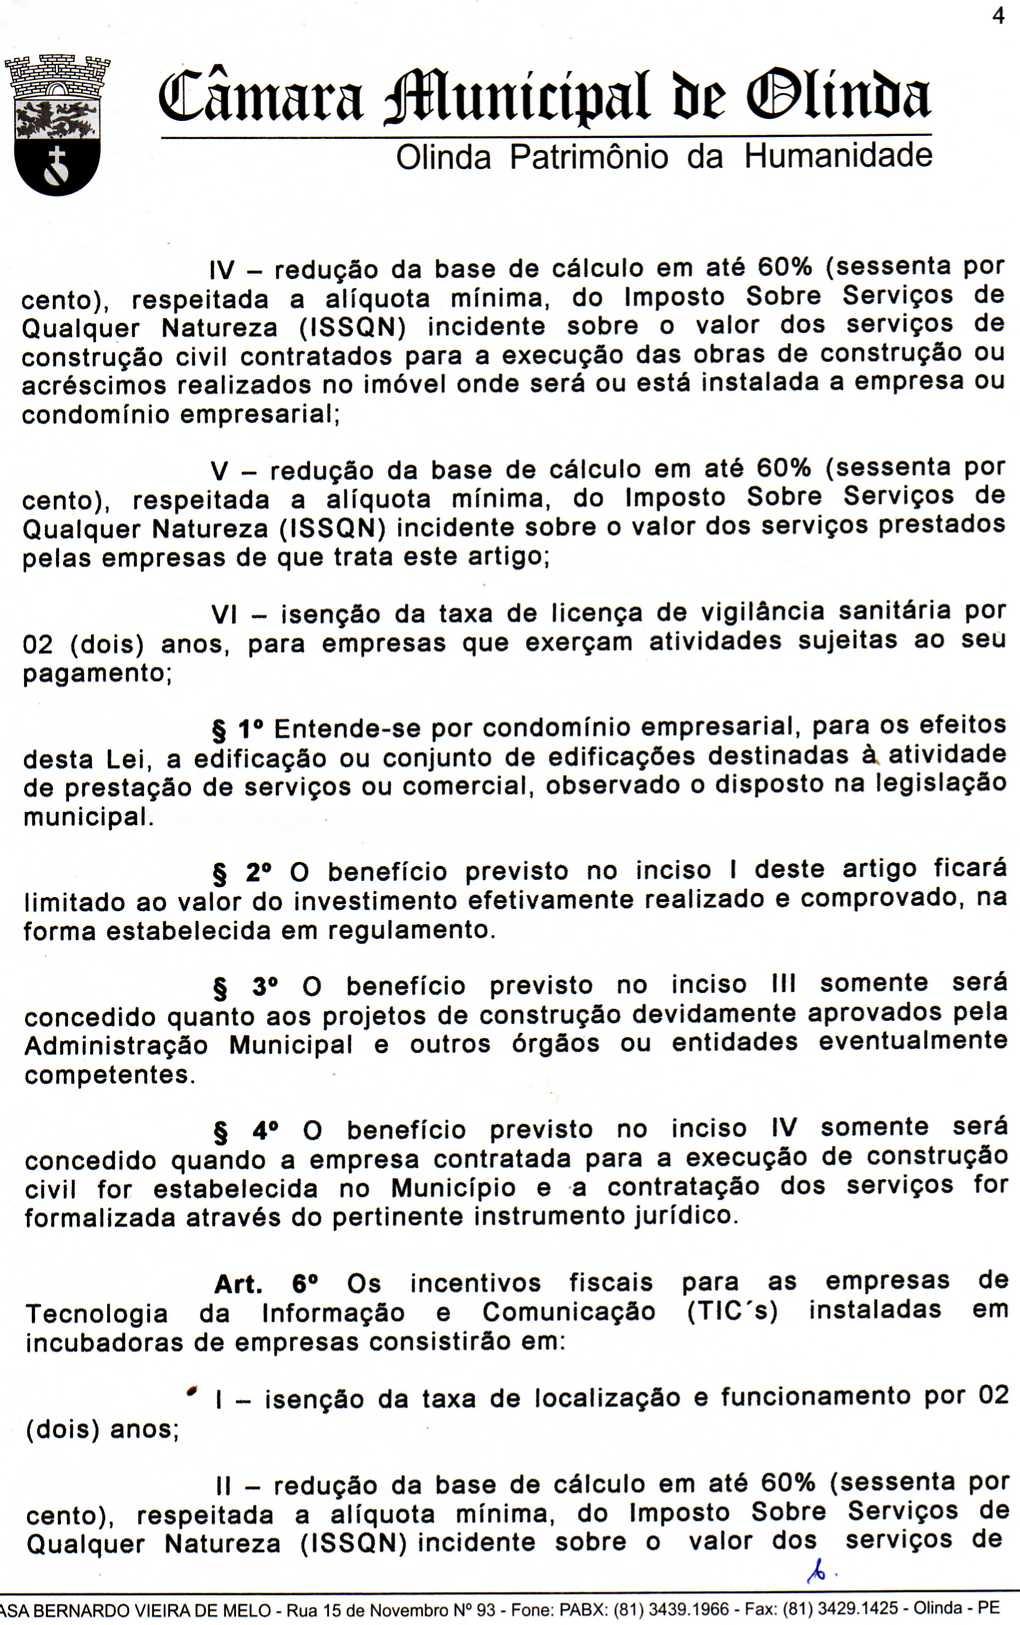 4
Câmara Municipal de Olinda
Olinda Patrimônio da Humanidade
IV – redução da base de cálculo em até 60% (sessenta por
cento), respeitada a alíquota mínima, do Imposto Sobre Serviços de
Qualquer Natureza (ISSQN) incidente sobre o valor dos serviços de
construção civil contratados para a execução das obras de construção ou
acréscimos realizados no imóvel onde será ou está instalada a empresa ou
condomínio empresarial;
V – redução da base de cálculo em até 60% (sessenta por
cento), respeitada a alíquota mínima, do Imposto Sobre Serviços de
Qualquer Natureza (ISSQN) incidente sobre o valor dos serviços prestados
pelas empresas de que trata este artigo;
VI – isenção da taxa de licença de vigilância sanitária por
02 (dois) anos, para empresas que exerçam atividades sujeitas ao seu
pagamento;
§ 1º Entende-se por condomínio empresarial, para os efeitos
desta Lei, a edificação ou conjunto de edificações destinadas à atividade
de prestação de serviços ou comercial, observado o disposto na legislação
municipal.
§ 2º O benefício previsto no inciso I deste artigo ficará
limitado ao valor do investimento efetivamente realizado e comprovado, na
forma estabelecida em regulamento.
§ 3º O benefício previsto no inciso III somente será
concedido quanto aos projetos de construção devidamente aprovados pela
Administração Municipal e outros órgãos ou entidades eventualmente
competentes.
§ 4º O benefício previsto no inciso IV somente será
concedido quando a empresa contratada para a execução de construção
civil for estabelecida no Município e a contratação dos serviços for
formalizada através do pertinente instrumento jurídico.
Art. 6º Os incentivos fiscais para as empresas de
Tecnologia da Informação e Comunicação (TIC´s) instaladas em
incubadoras de empresas consistirão em:
I – isenção da taxa de localização e funcionamento por 02
(dois) anos;
II – redução da base de cálculo em até 60% (sessenta por
cento), respeitada a alíquota mínima, do Imposto Sobre Serviços de
Qualquer Natureza (ISSQN) incidente sobre o valor dos serviços de
ASA BERNARDO VIEIRA DE MELO - Rua 15 de Novembro Nº 93 - Fone: PABX: (81) 3439.1966 - Fax: (81) 3429.1425 - Olinda - PE